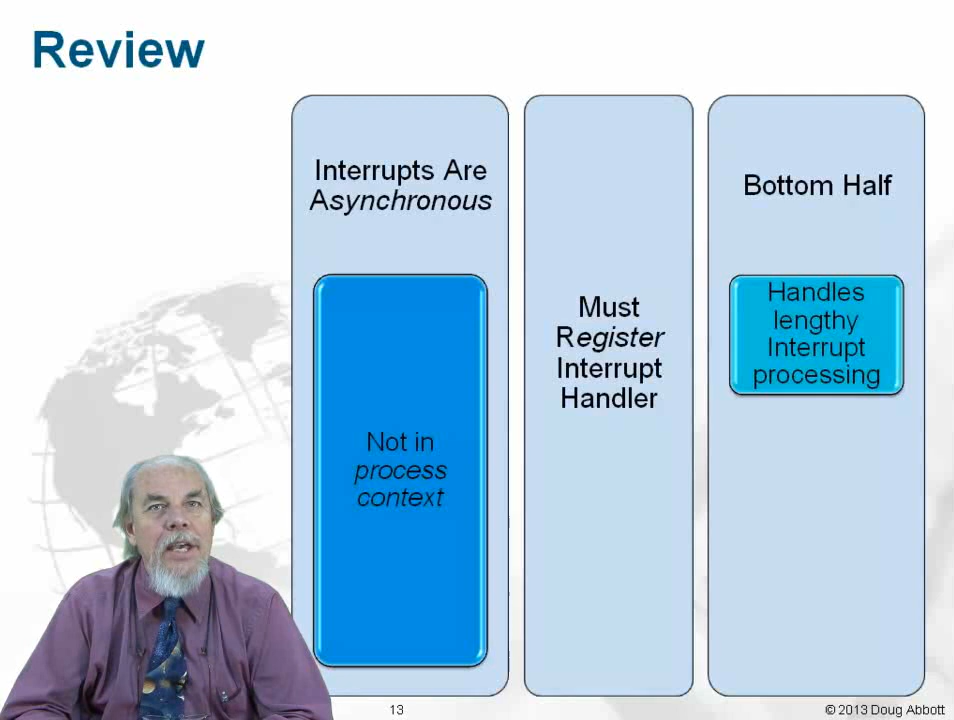 Review
Interrupts Are
Asynchronous
Not in
process
context
Must
Register
Interrupt
Handler
Bottom Half
Handles
lengthy
Interrupt
processing
13
© 2013 Doug Abbott